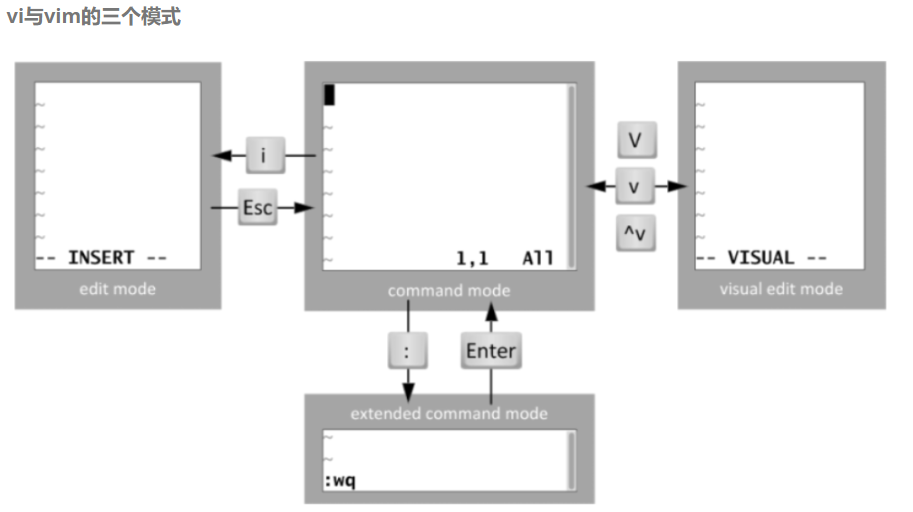 vi与vim的三个模式
~
~
~
~
~
~
~
-- INSERT --
edit mode
i
Esc
~
~
~
~
~
~
~
~
1,1 All
command mode
V
v
^v
~
~
~
~
~
~
~
-- VISUAL --
visual edit mode
:
Enter
extended command mode
~
~
:wq